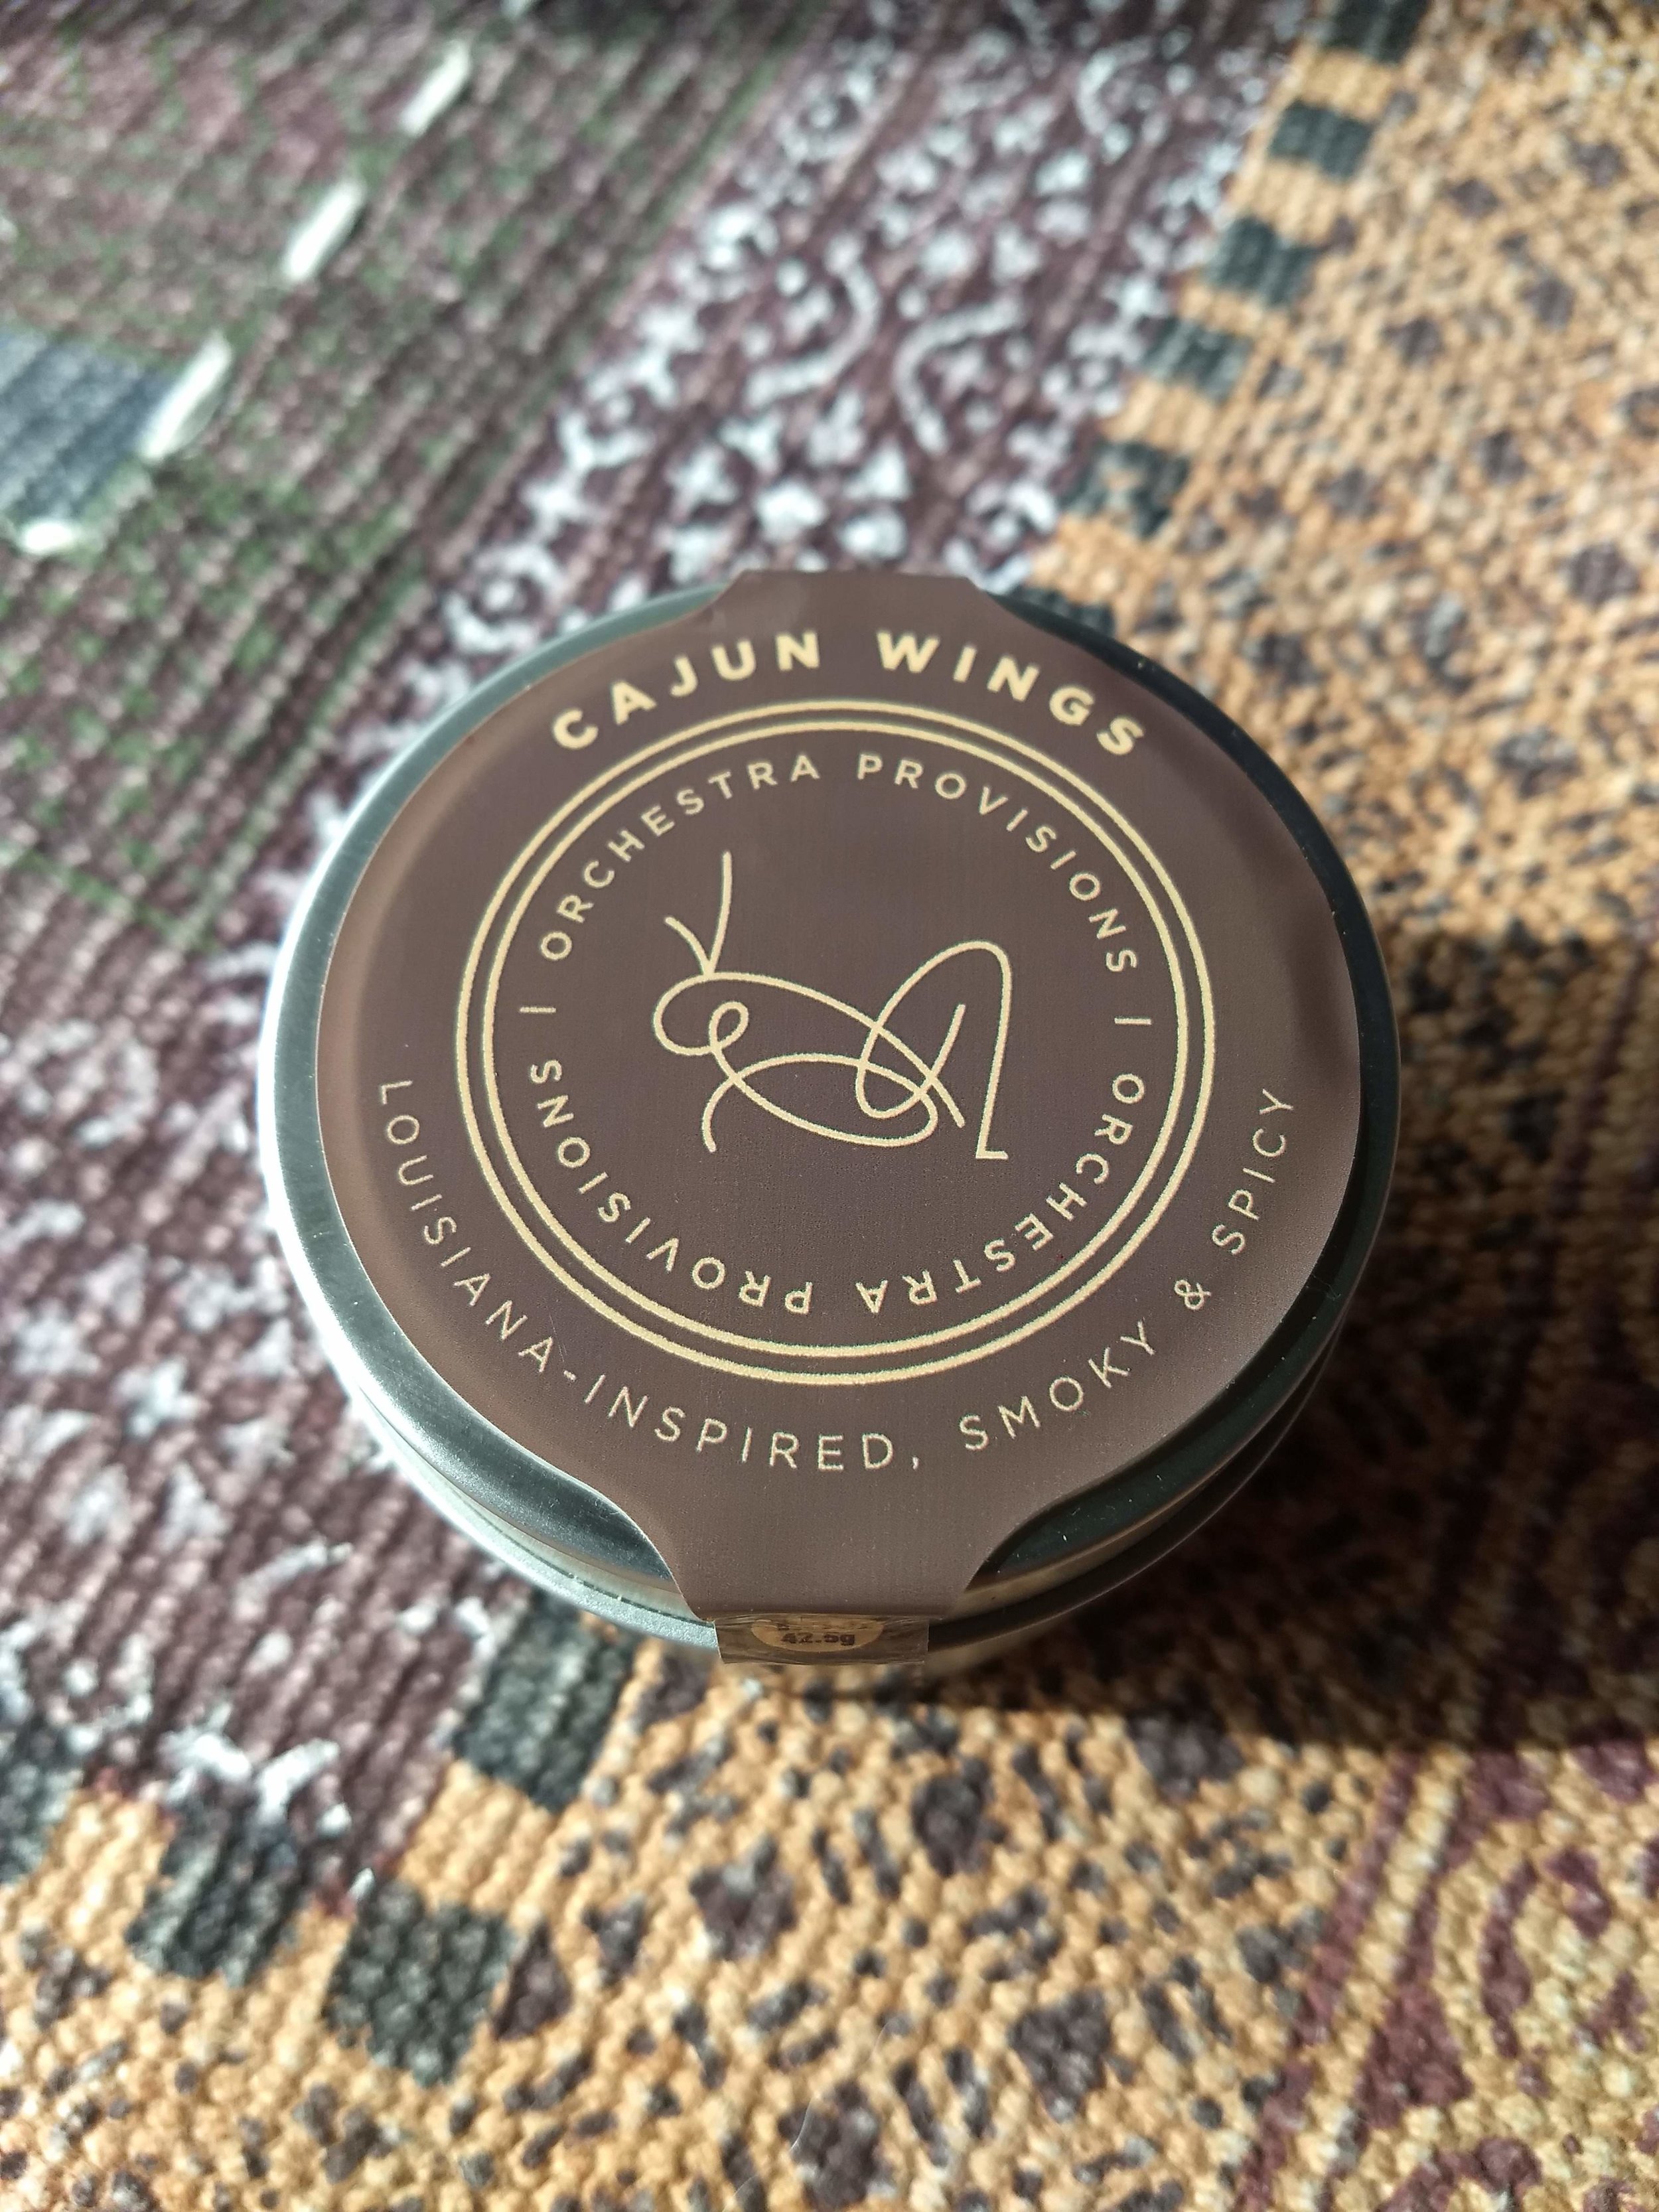 CAJUN WINGS
| ORCHESTRA PROVISIONS | ORCHESTRA PROVISIONS
LOUISIANA-INSPIRED, SMOKY & SPICY
42.5g